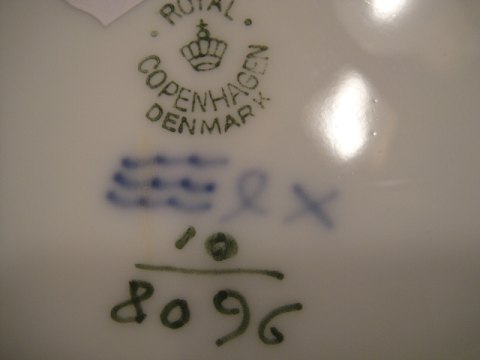 ROYAL
COPENHAGEN
DENMARK
X
10
8096